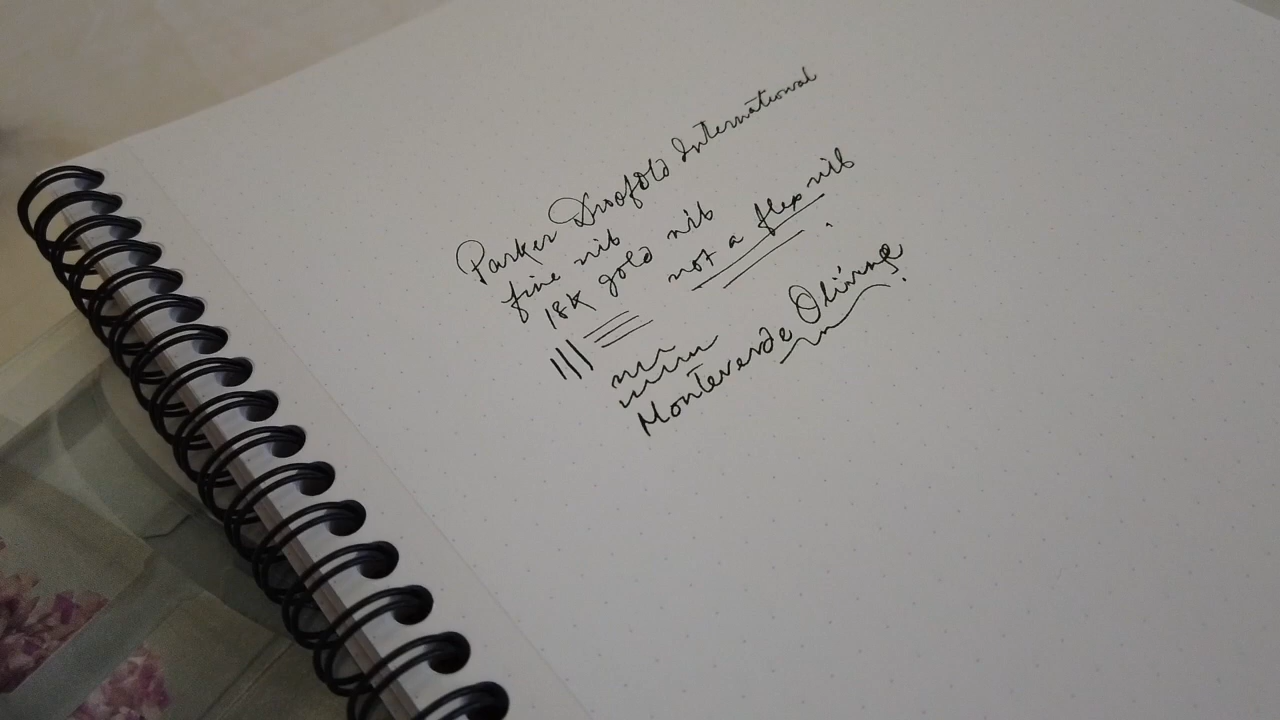 Parker Duofold International
fine nib
18K gold nib
not a flex nib
Monteverde Olivine